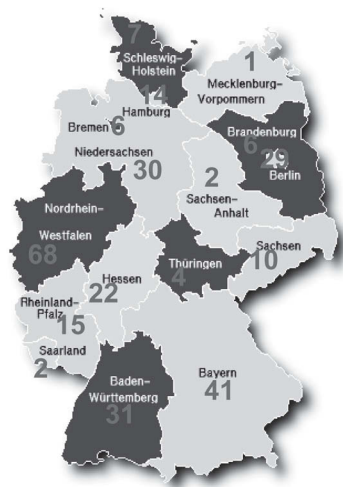 7
Schleswig-
Holstein
1
Mecklenburg-
Vorpommern
14
Hamburg
6
Bremen
Niedersachsen
30
Brandenburg
6
29
Berlin
2
Sachsen-
Anhalt
Nordrhein-
Westfalen
68
Sachsen
10
Thüringen
4
Hessen
22
Rheinland-
Pfalz
15
Saarland
2
Baden-
Württemberg
31
Bayern
41